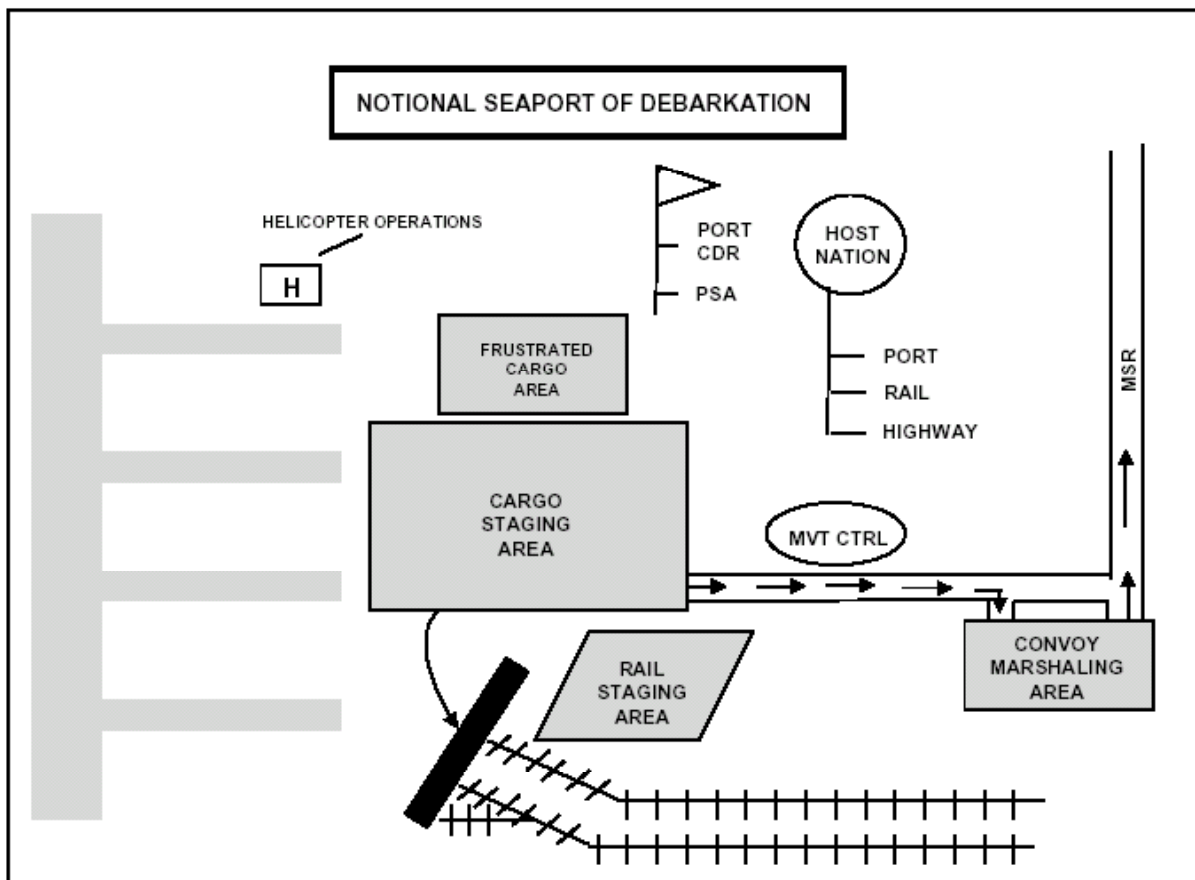 NOTIONAL SEAPORT OF DEBARKATION
HELICOPTER OPERATIONS
H
PORT
CDR
PSA
HOST
NATION
PORT
RAIL
HIGHWAY
FRUSTRATED
CARGO
AREA
CARGO
STAGING
AREA
MVT CTRL
MSR
RAIL
STAGING
AREA
CONVOY
MARSHALING
AREA